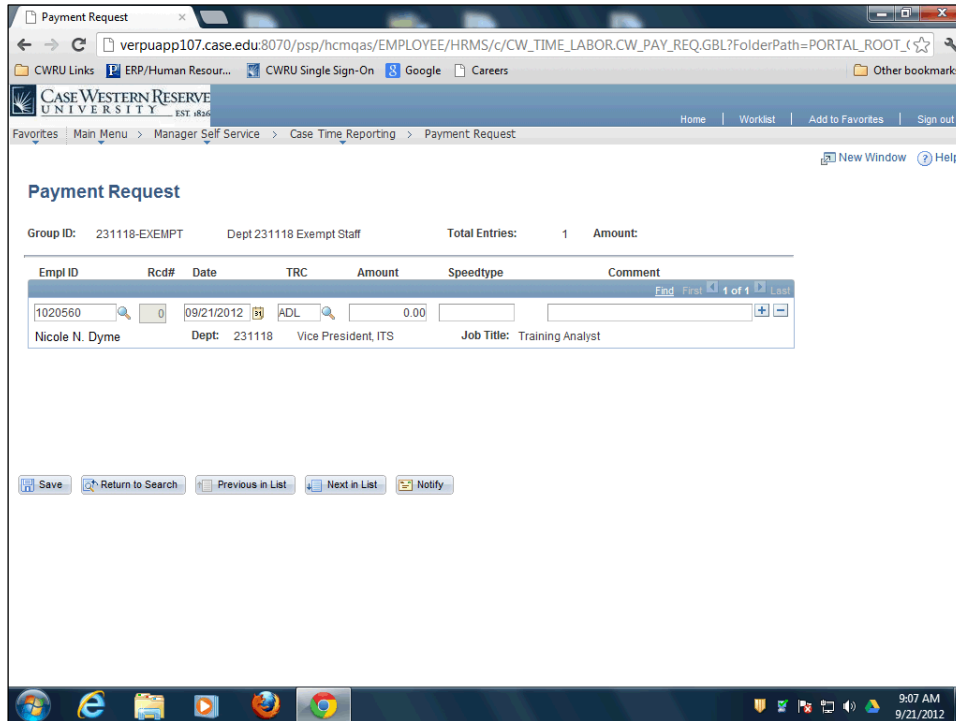 Payment Request
verpuapp107.case.edu:8070/psp/hcmqas/EMPLOYEE/HRMS/c/CW_TIME_LABOR.CW_PAY_REQ.GBL?FolderPath=PORTAL_ROOT_
CWRU Links ERP/Human Resour... CWRU Single Sign-On Google Careers Other bookmark
CASE WESTERN RESERVE
UNIVERSITY EST. 1826
Home | Worklist | Add to Favorites | Sign out
Favorites Main Menu > Manager Self Service > Case Time Reporting > Payment Request
New Window Help
Payment Request
Group ID: 231118-EXEMPT Dept 231118 Exempt Staff Total Entries: 1 Amount:
Empl ID Rcd# Date TRC Amount Speedtype Comment
Find First 1 of 1 Last
1020560 0 09/21/2012 31 ADL 0.00
Nicole N. Dyme Dept: 231118 Vice President, ITS Job Title: Training Analyst
Save Return to Search Previous in List Next in List Notify
9:07 AM
9/21/2012